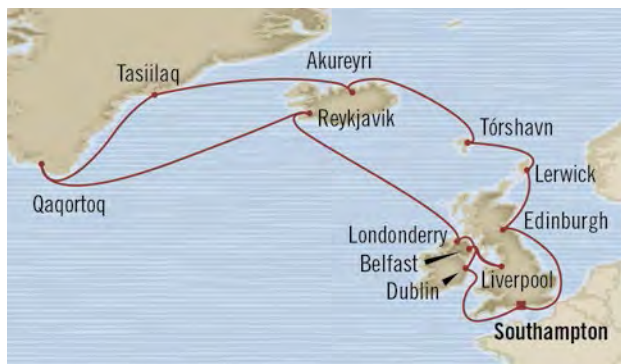 Akureyri
Tasiilaq
Reykjavik
Tórshavn
Lerwick
Qaqortoq
Edinburgh
Londonderry
Belfast
Liverpool
Dublin
Southampton